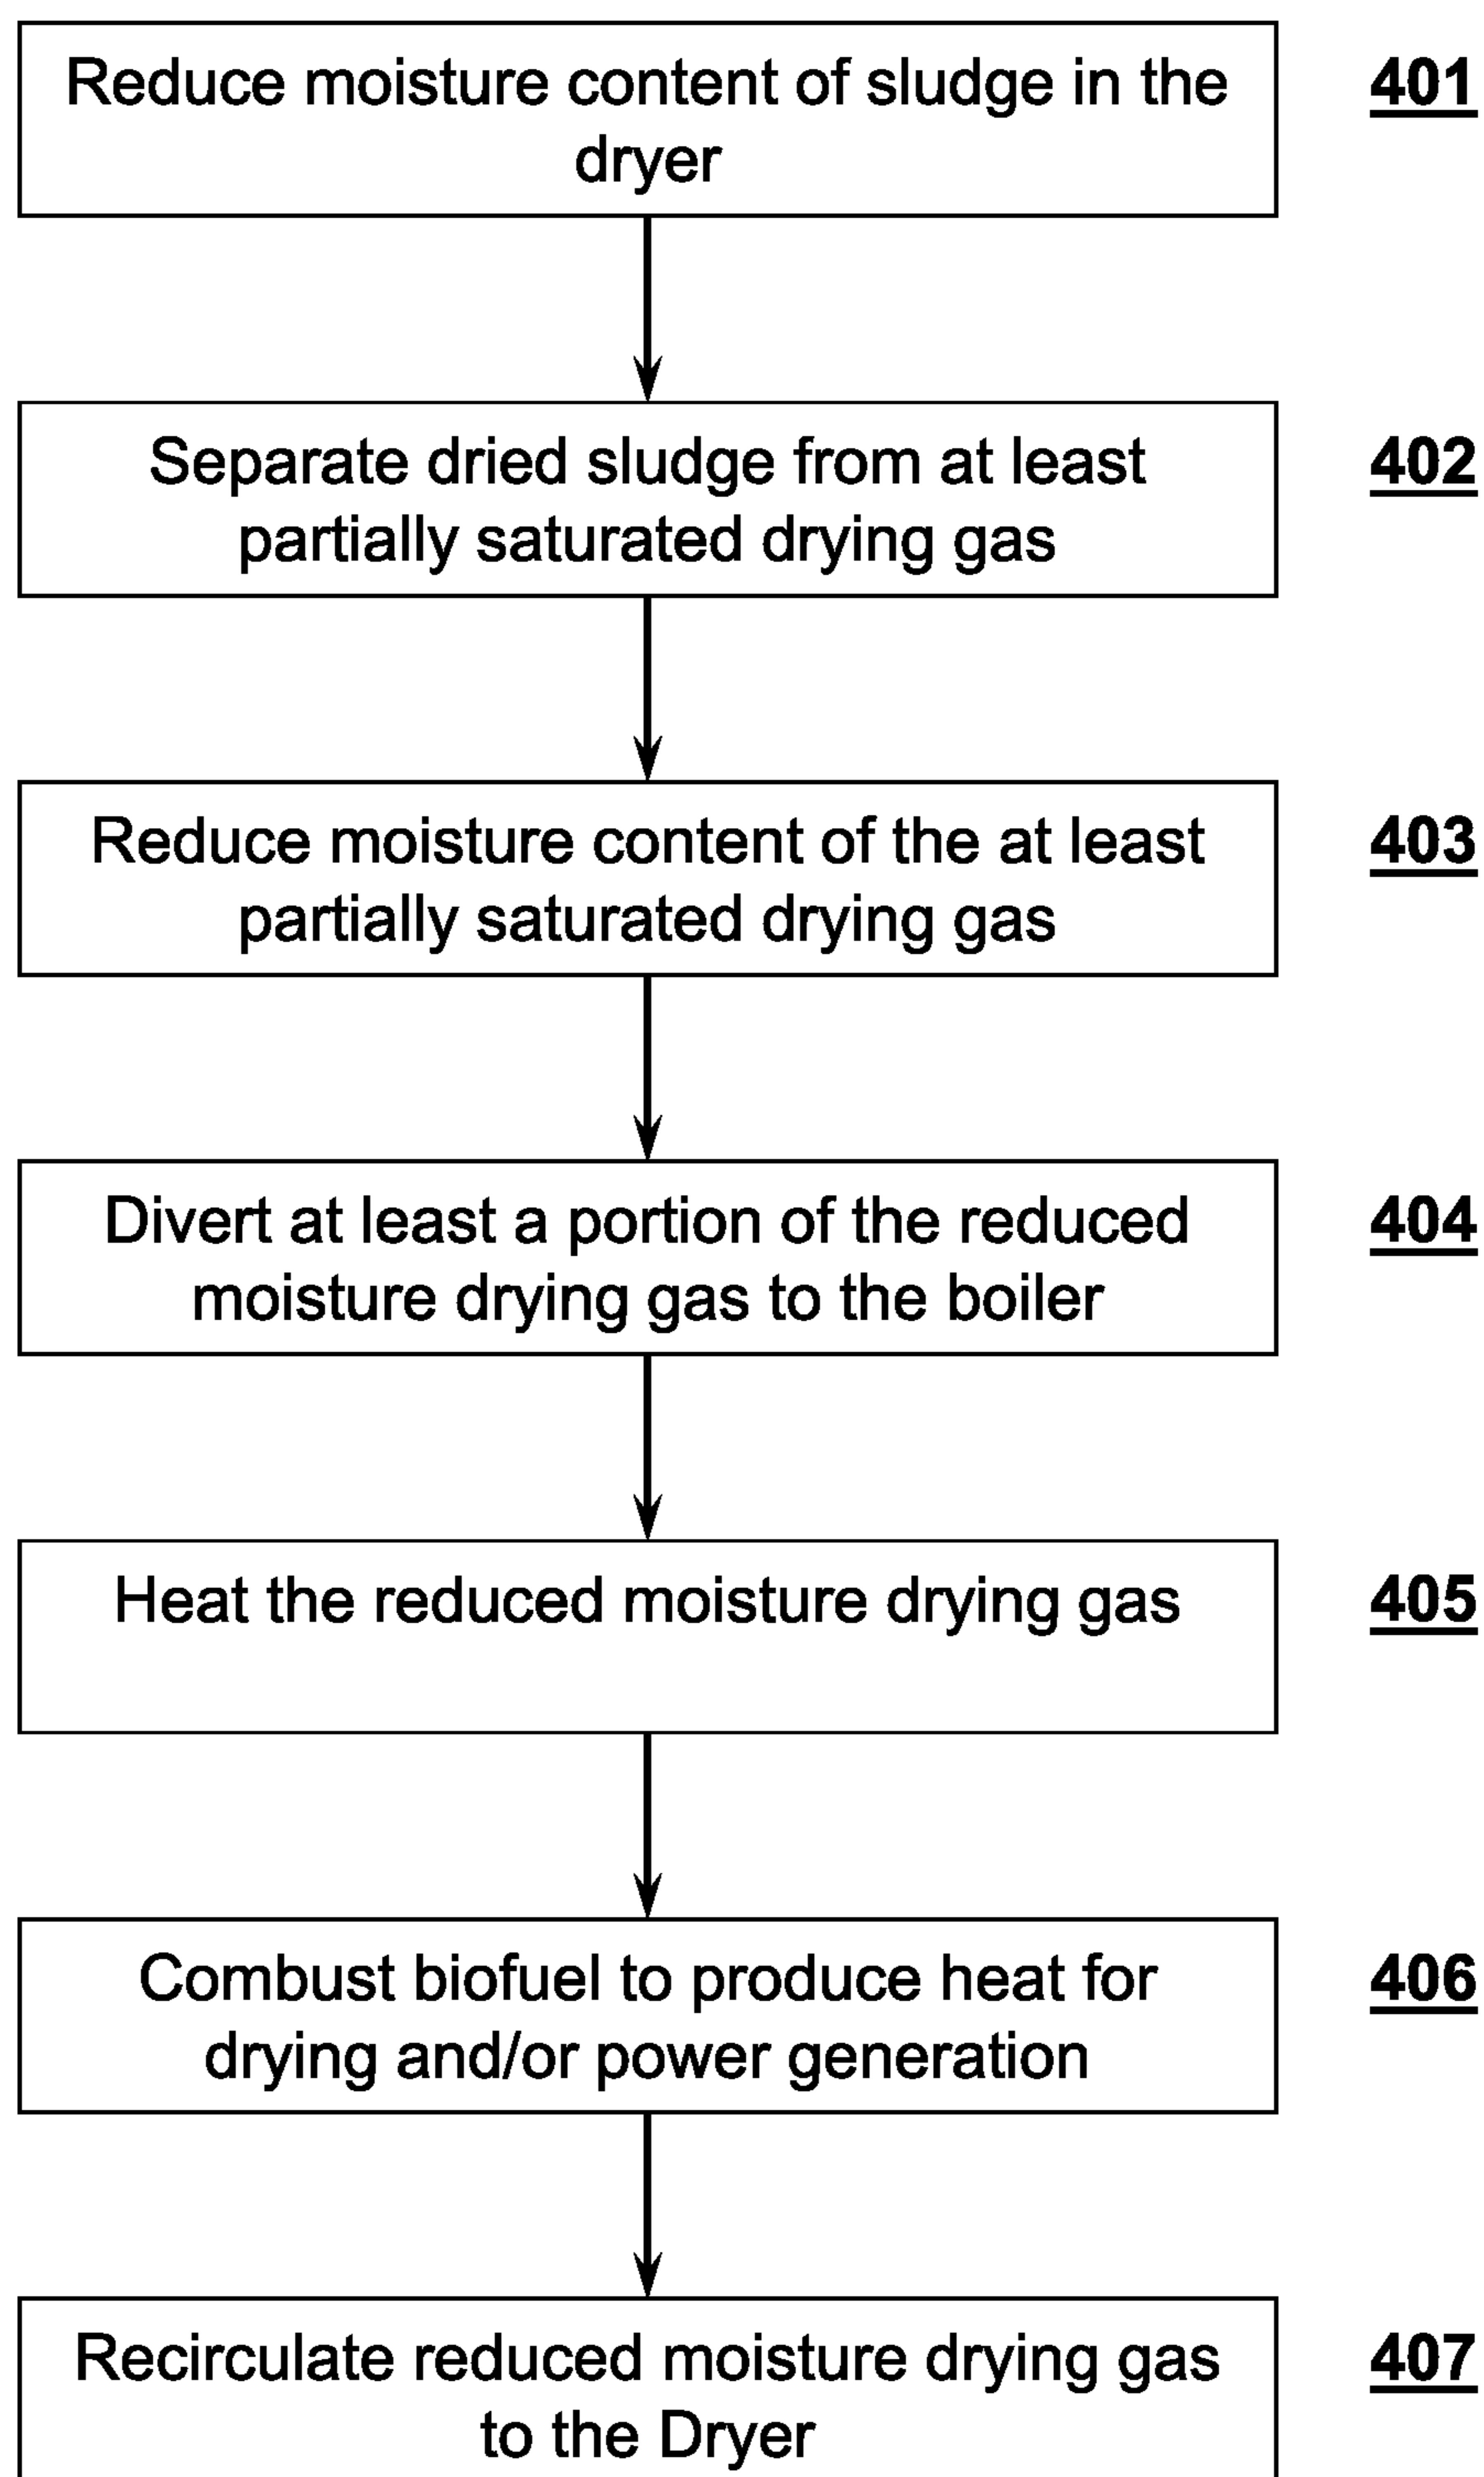 Reduce moisture content of sludge in the
dryer
401
Separate dried sludge from at least
partially saturated drying gas
402
Reduce moisture content of the at least
partially saturated drying gas
403
Divert at least a portion of the reduced
moisture drying gas to the boiler
404
Heat the reduced moisture drying gas
405
Combust biofuel to produce heat for
drying and/or power generation
406
Recirculate reduced moisture drying gas
to the Dryer
407